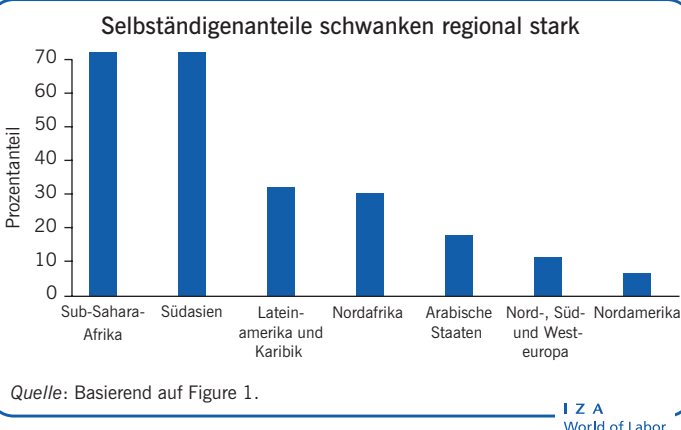 Selbständigenanteile schwanken regional stark
Prozentanteil
70
60
50
40
30
20
10
0
Sub-Sahara-
Afrika
Südasien
Latein-
amerika und
Karibik
Nordafrika
Arabische
Staaten
Nord-, Süd-
und West-
europa
Nordamerika
Quelle: Basierend auf Figure 1.
I Z A
World of Labor